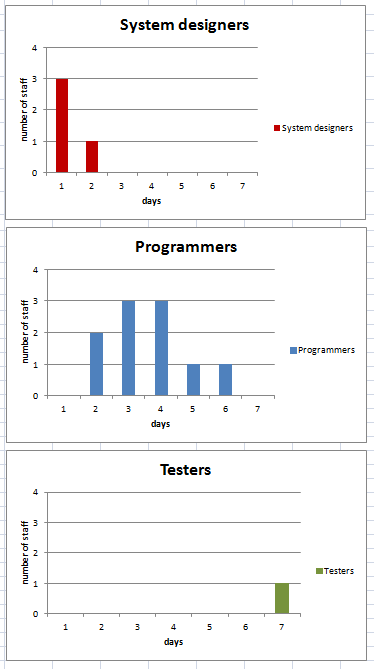 System designers
4
3
2
1
0
number of staff
1 2 3 4 5 6 7
days
System designers
Programmers
4
3
2
1
0
number of staff
1 2 3 4 5 6 7
days
Programmers
Testers
4
3
2
1
0
number of staff
1 2 3 4 5 6 7
days
Testers